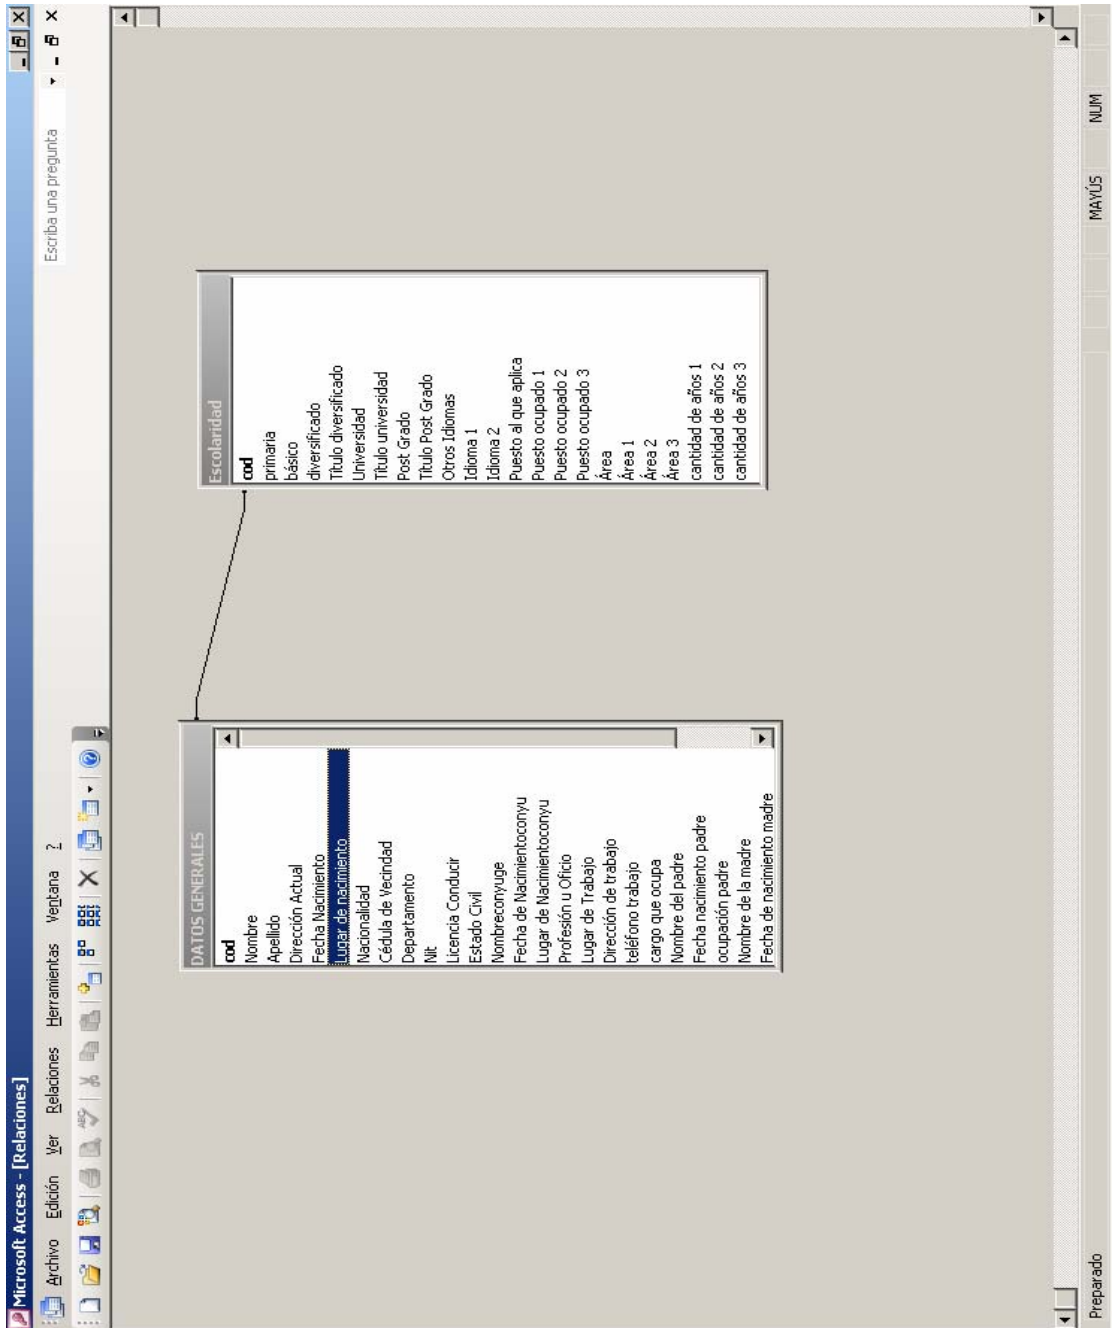 Microsoft Access - [Relaciones]
Archivo Edición Ver Relaciones Herramientas Ventana ? Escriba una pregunta
DATOS GENERALES
cod
Nombre
Apellido
Dirección Actual
Fecha Nacimiento
Lugar de nacimiento
Nacionalidad
Cédula de Vecindad
Departamento
Nit
Licencia Conducir
Estado Civil
Nombreconyuge
Fecha de Nacimientoconyu
Lugar de Nacimientoconyu
Profesión u Oficio
Lugar de Trabajo
Dirección de trabajo
teléfono trabajo
cargo que ocupa
Nombre del padre
Fecha nacimiento padre
ocupación padre
Nombre de la madre
Fecha de nacimiento madre
Escolaridad
cod
primaria
básico
diversificado
Titulo diversificado
Universidad
Titulo universidad
Post Grado
Titulo Post Grado
Otros Idiomas
Idioma 1
Idioma 2
Puesto al que aplica
Puesto ocupado 1
Puesto ocupado 2
Puesto ocupado 3
Área
Área 1
Área 2
Área 3
cantidad de años 1
cantidad de años 2
cantidad de años 3
Preparado MAYÚS NUM